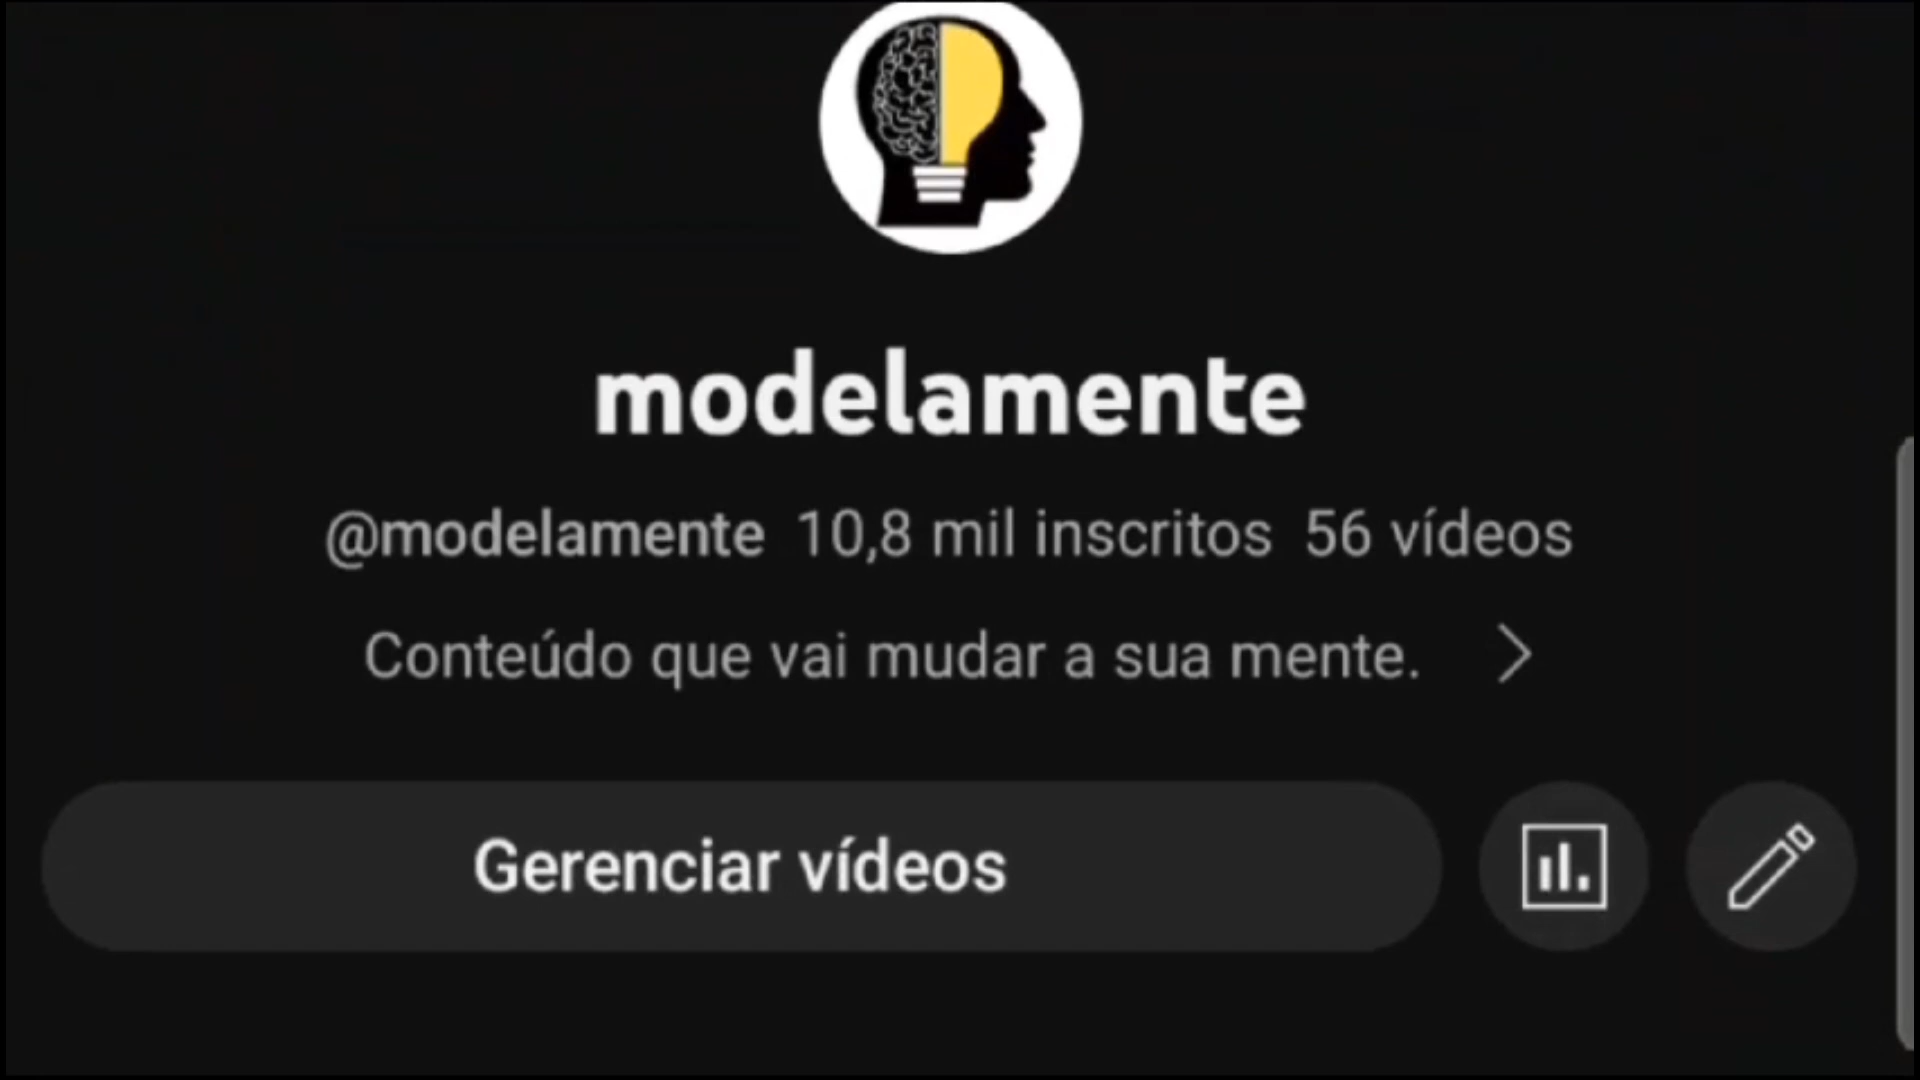 modelamente
@modelamente 10,8 mil inscritos 56 vídeos
Conteúdo que vai mudar a sua mente.
Gerenciar vídeos